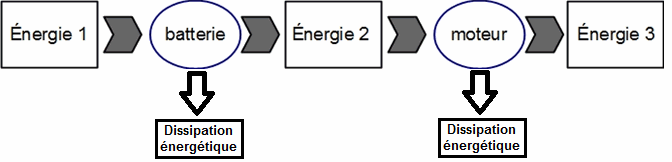 Énergie 1 batterie Énergie 2 moteur Énergie 3
Dissipation énergétique
Dissipation énergétique